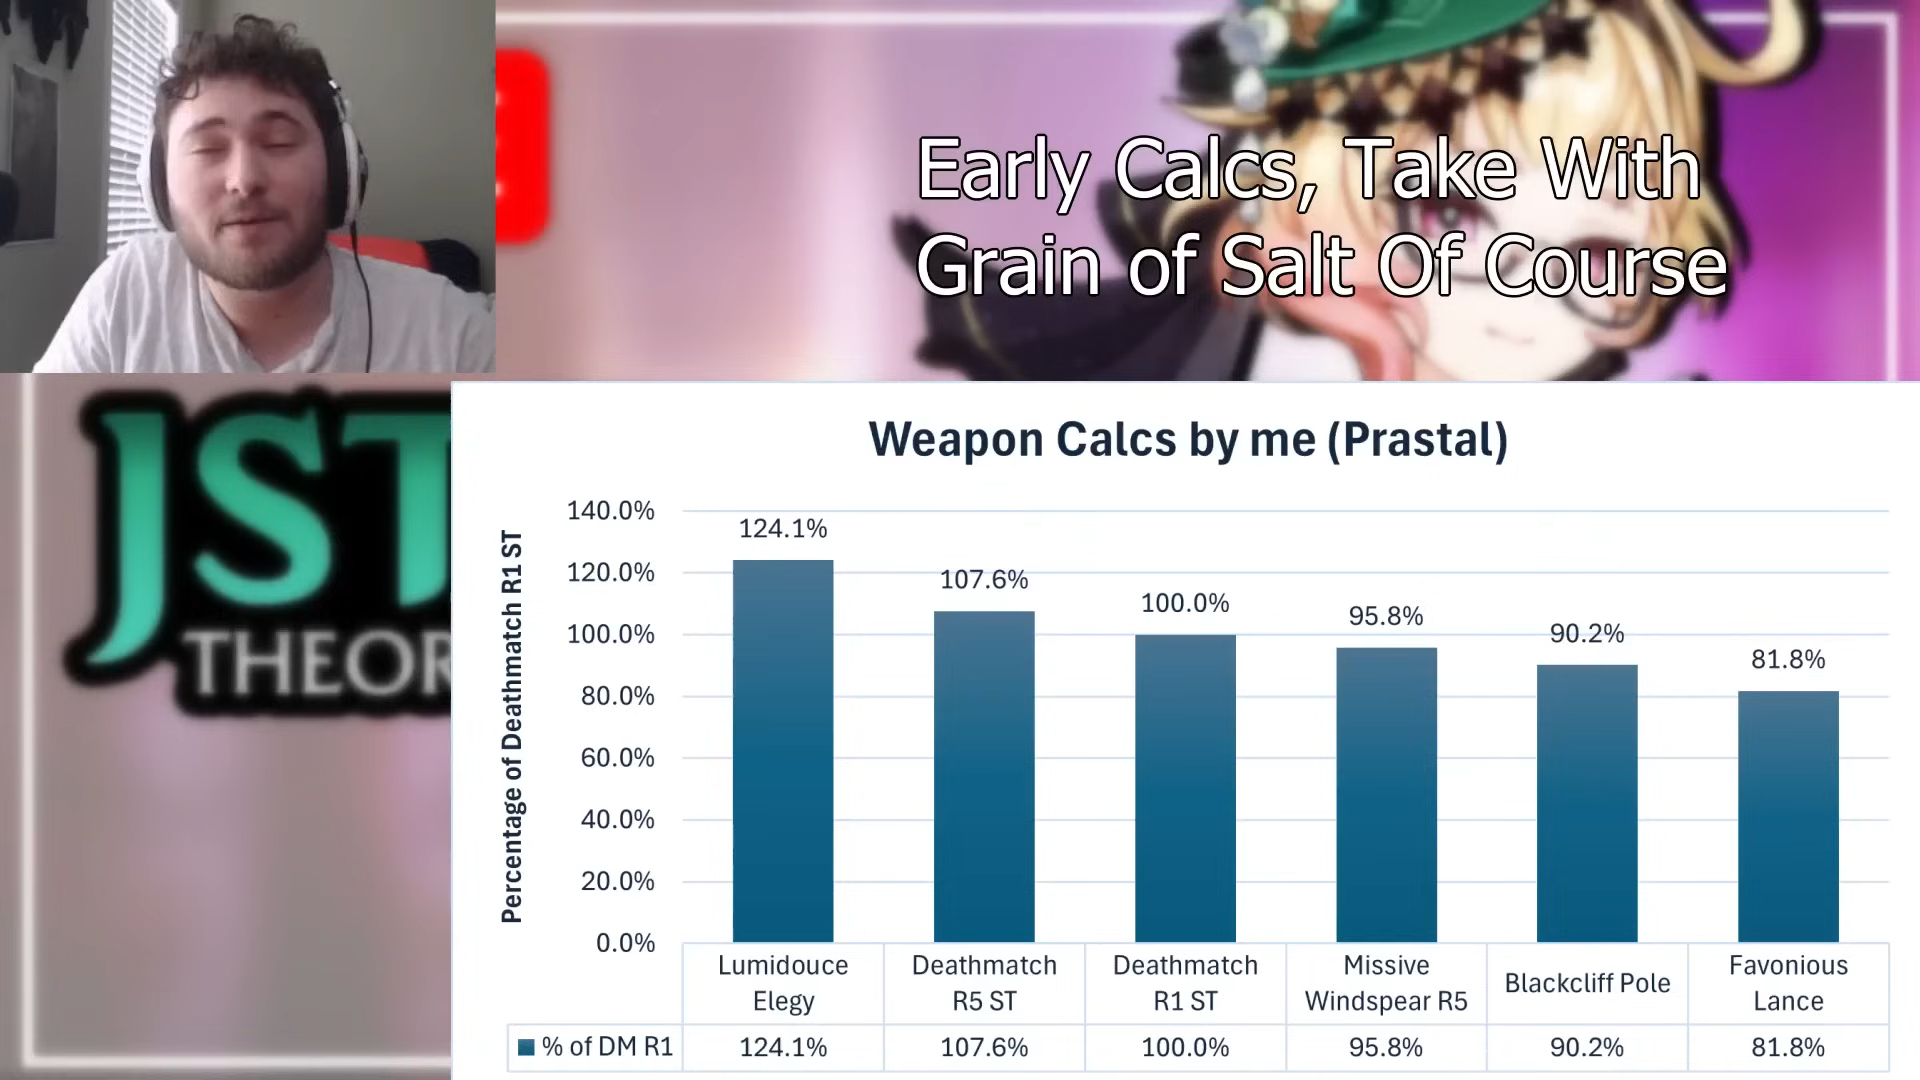 Early Calcs, Take With
Grain of Salt Of Course
JST
THEOR
Weapon Calcs by me (Prastal)
Percentage of Deathmatch R1 ST
140.0%
120.0%
100.0%
80.0%
60.0%
40.0%
20.0%
0.0%
124.1%
107.6%
100.0%
95.8%
90.2%
81.8%
Lumidouce
Elegy
Deathmatch
R5 ST
Deathmatch
R1 ST
Missive
Windspear R5
Blackcliff Pole
Favonious
Lance
% of DM R1 124.1% 107.6% 100.0% 95.8% 90.2% 81.8%